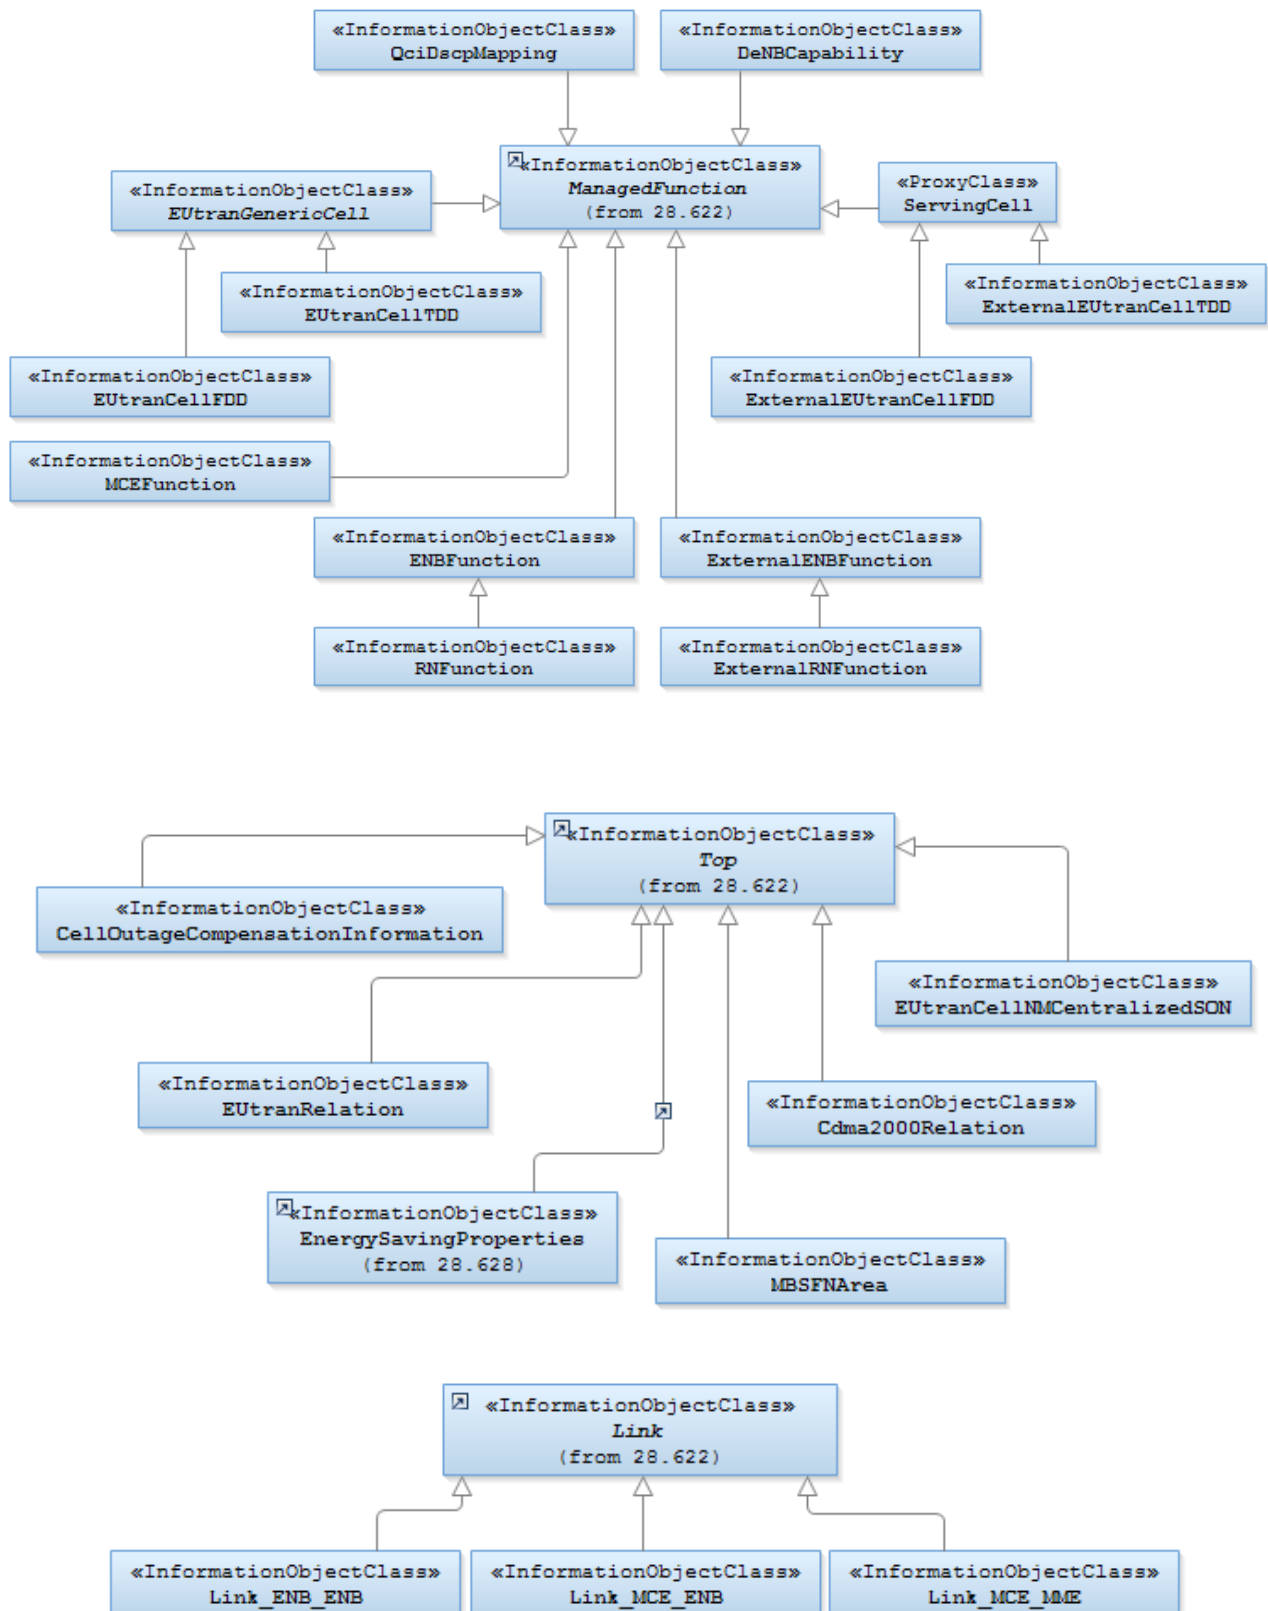 «InformationObjectClass»
QciDscpMapping
«InformationObjectClass»
DeNBCapability
«InformationObjectClass»
ManagedFunction
(from 28.622)
«InformationObjectClass»
EUtranGenericCell
«ProxyClass»
ServingCell
«InformationObjectClass»
EUtranCellTDD
«InformationObjectClass»
ExternalEUtranCellTDD
«InformationObjectClass»
EUtranCellFDD
«InformationObjectClass»
ExternalEUtranCellFDD
«InformationObjectClass»
MCEFunction
«InformationObjectClass»
ENBFunction
«InformationObjectClass»
ExternalENBFunction
«InformationObjectClass»
RNFunction
«InformationObjectClass»
ExternalRNFunction
«InformationObjectClass»
Top
(from 28.622)
«InformationObjectClass»
CellOutageCompensationInformation
«InformationObjectClass»
EUtranCellNMCentralizedSON
«InformationObjectClass»
EUtranRelation
«InformationObjectClass»
Cdma2000Relation
«InformationObjectClass»
EnergySavingProperties
(from 28.628)
«InformationObjectClass»
MBSFNArea
«InformationObjectClass»
Link
(from 28.622)
«InformationObjectClass»
Link_ENB_ENB
«InformationObjectClass»
Link_MCE_ENB
«InformationObjectClass»
Link_MCE_MME